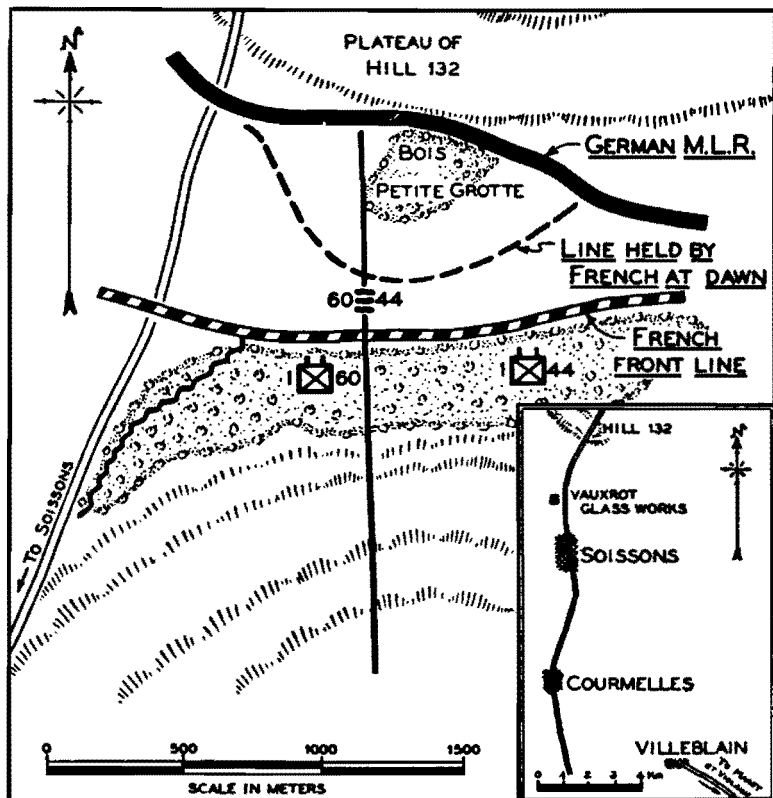 N
PLATEAU OF
HILL 132
BOIS
PETITE GROTTE
GERMAN M.L.R.
LINE HELD BY
FRENCH AT DAWN
60 44
FRENCH
FRONT LINE
1 60
1 44
← TO SOISSONS
0 500 1000 1500
SCALE IN METERS
N
HILL 132
VAUXROT
GLASS WORKS
SOISSONS
COURMELLES
VILLEBLAIN
TO
0 1 2 3 4 KM